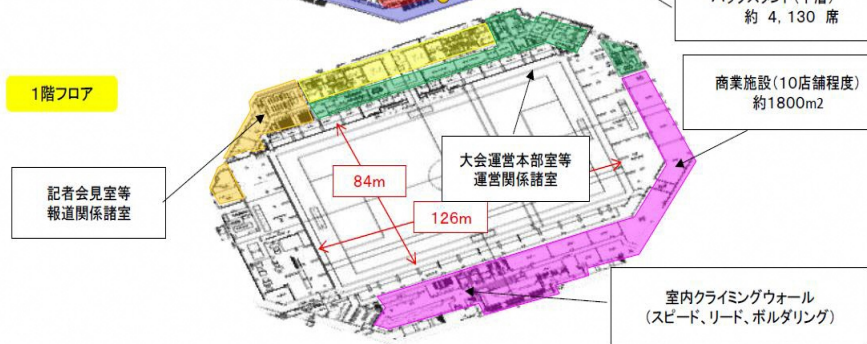 約 4,130 席
1階フロア
商業施設(10店舗程度)
約1800m2
大会運営本部室等
運営関係諸室
84m
126m
記者会見室等
報道関係諸室
室内クライミングウォール
(スピード、リード、ボルダリング)